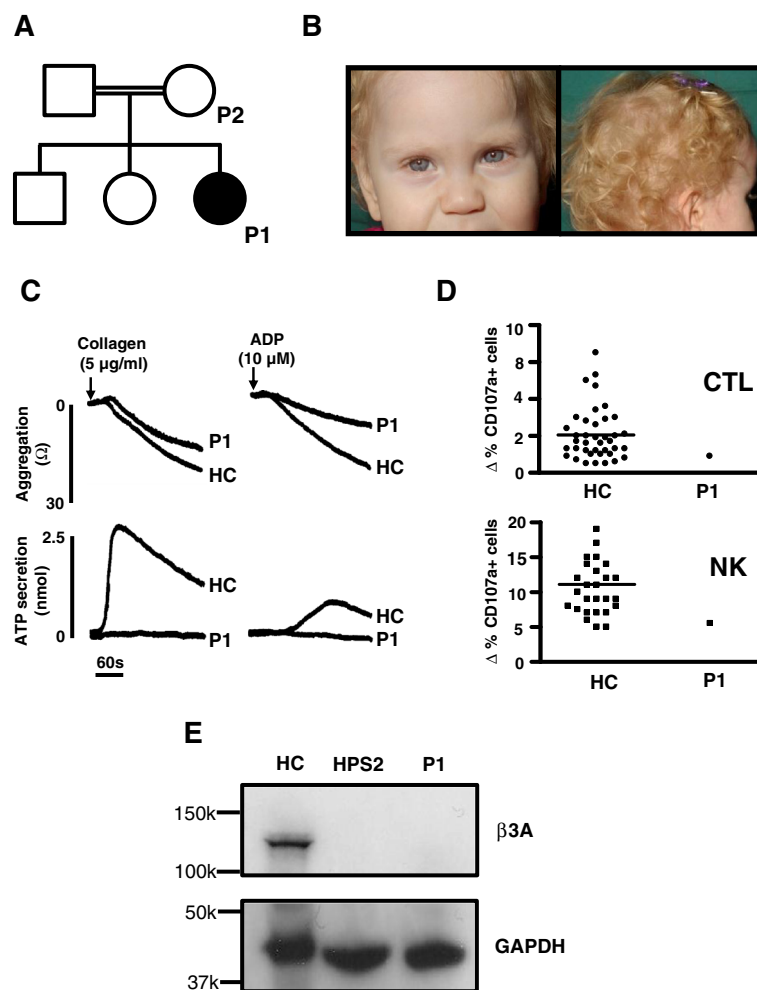 A
P2
P1
B
C
Collagen
(5 µg/ml)
ADP
(10 µM)
0
30
Aggregation
(Ω)
P1
HC
P1
HC
2.5
0
ATP secretion
(nmol)
HC
P1
HC
P1
60s
D
10
8
6
4
2
0
Δ % CD107a+ cells
CTL
HC
P1
20
15
10
5
0
Δ % CD107a+ cells
NK
HC
P1
E
HC HPS2 P1
150k
100k
β3A
50k
37k
GAPDH